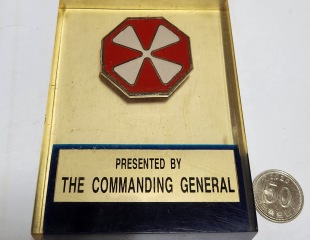 PRESENTED BY
THE COMMANDING GENERAL
50